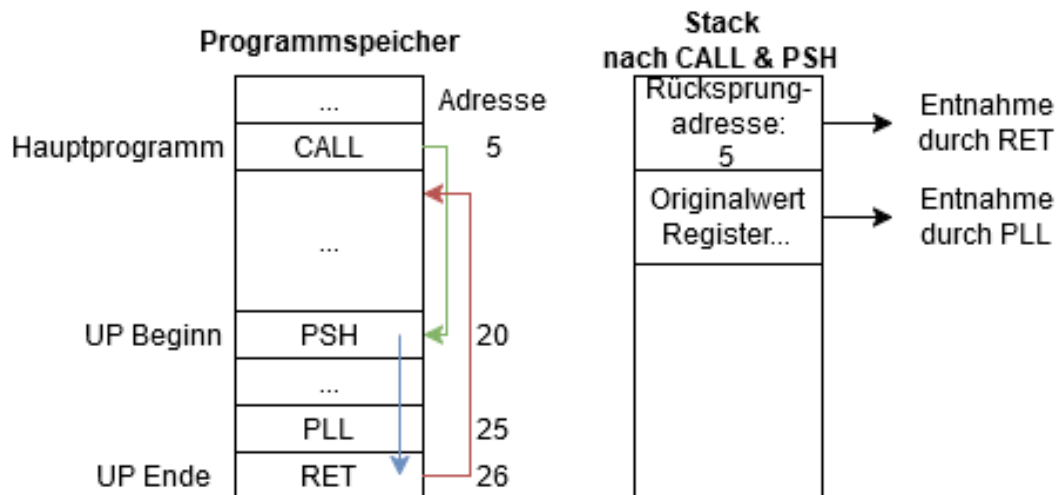 Programmspeicher
...
Adresse
Hauptprogramm
CALL
5
...
UP Beginn
PSH
20
...
PLL
25
UP Ende
RET
26
Stack
nach CALL & PSH
Rücksprung-
adresse:
5
Entnahme
durch RET
Originalwert
Register...
Entnahme
durch PLL